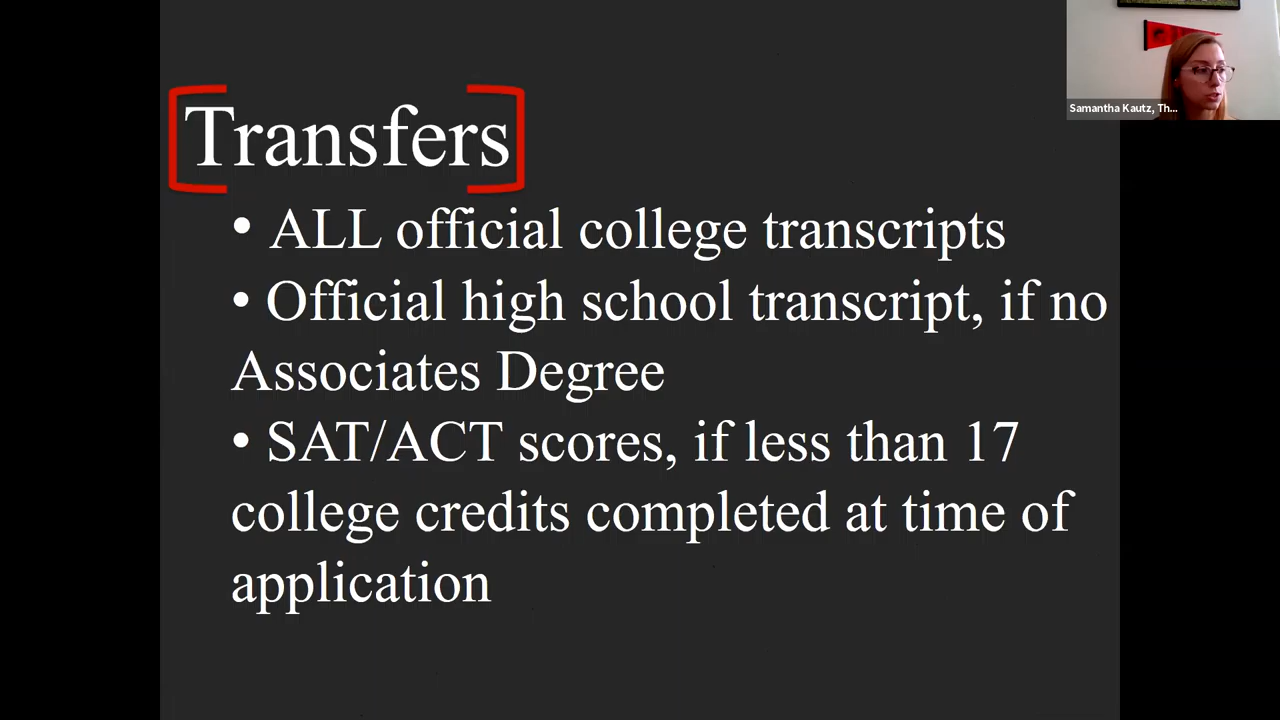 Samantha Kautz, Th...
Transfers
• ALL official college transcripts
• Official high school transcript, if no
Associates Degree
• SAT/ACT scores, if less than 17
college credits completed at time of
application